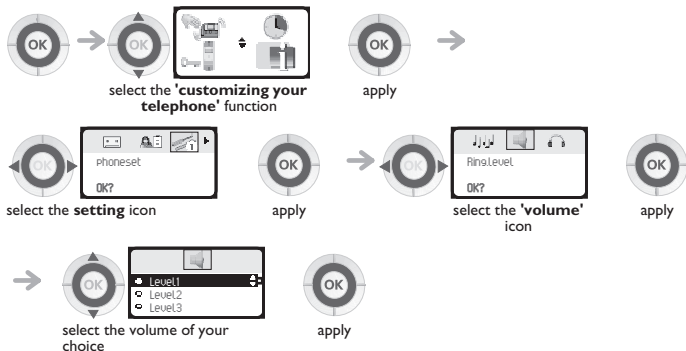 OK
OK
OK
select the 'customizing your
telephone' function
apply
OK
Phoneset
OK?
OK
OK
Ring.level
OK?
OK
select the setting icon
apply
select the 'volume'
icon
apply
OK
Level1
Level2
Level3
OK
select the volume of your
choice
apply